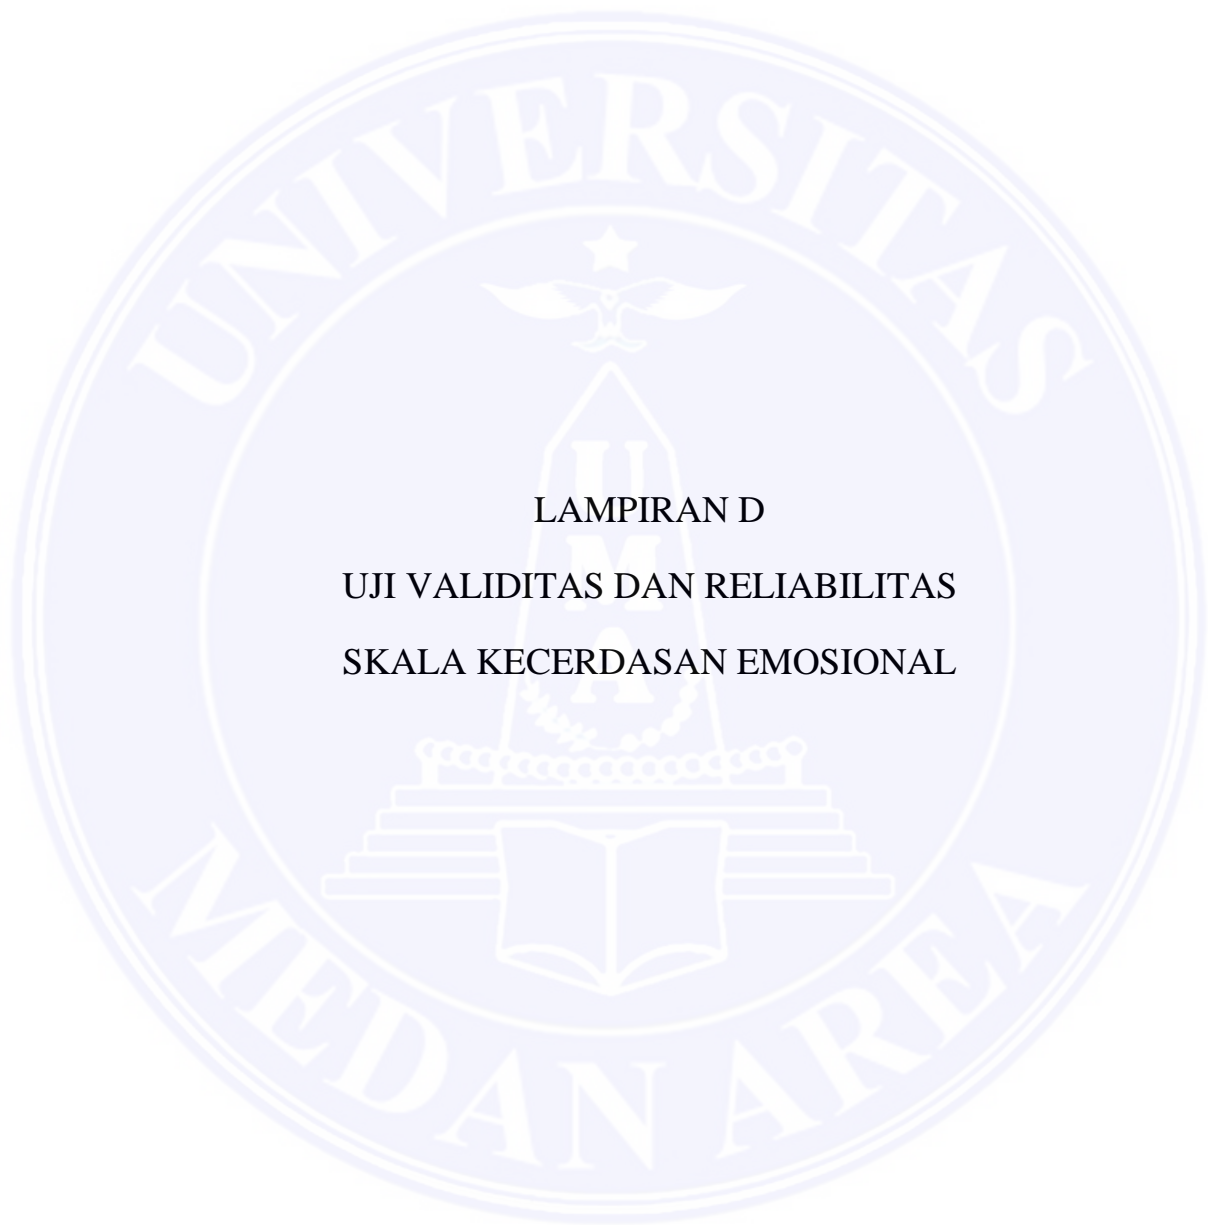 UNIVERSITAS
U
M
A
LAMPIRAN D
UJI VALIDITAS DAN RELIABILITAS
SKALA KECERDASAN EMOSIONAL
MEDAN AREA